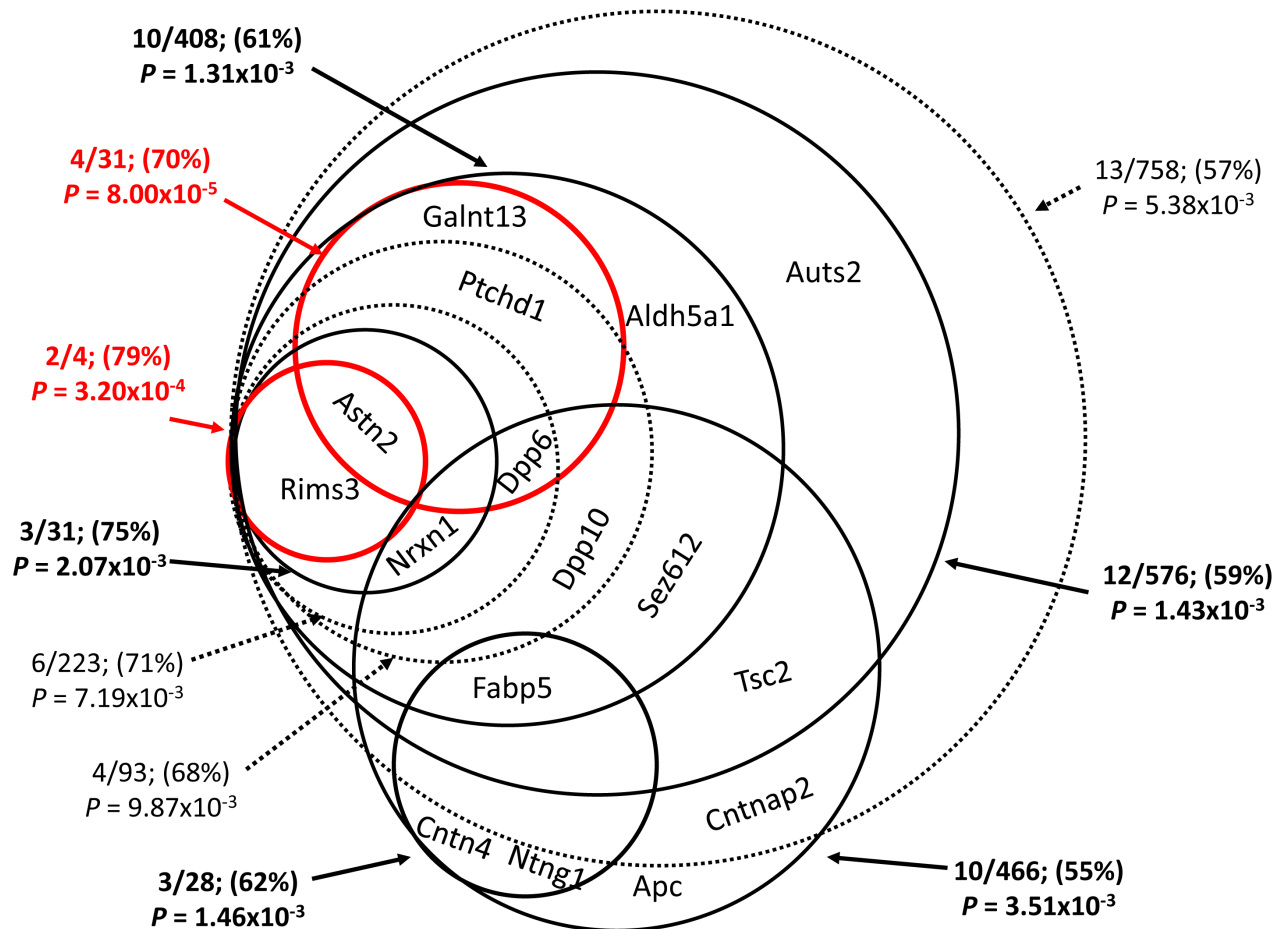 10/408; (61%)
P = 1.31x10-3
4/31; (70%)
P = 8.00x10-5
13/758; (57%)
P = 5.38x10-3
Galnt13
Auts2
Ptchd1
Aldh5a1
2/4; (79%)
P = 3.20x10-4
Astn2
Dpp6
Rims3
Nrxn1
Dpp10
Sez612
3/31; (75%)
P = 2.07x10-3
12/576; (59%)
P = 1.43x10-3
6/223; (71%)
P = 7.19x10-3
Fabp5
Tsc2
4/93; (68%)
P = 9.87x10-3
Cntnap2
Cntn4
Ntng1
Apc
3/28; (62%)
P = 1.46x10-3
10/466; (55%)
P = 3.51x10-3